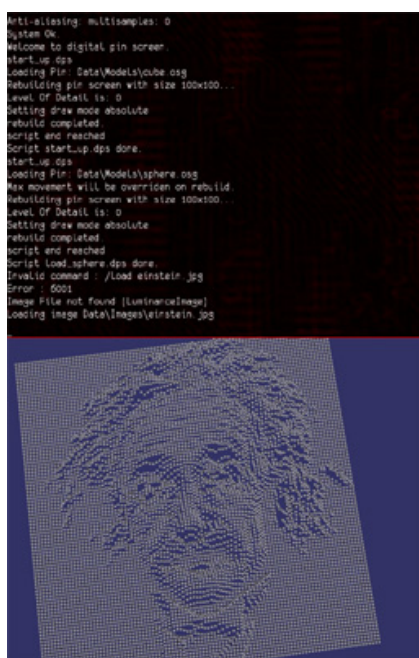 Anti-aliasing: multisamples: 0
System Ok.
Welcome to digital pin screen.
start_up.dps
Loading Pin: Data\Models\cube.osg
Rebuilding pin screen with size 100x100...
Level Of Detail is: 0
Setting draw mode absolute
rebuild completed.
script end reached
Script start_up.dps done.
start_up.dps
Loading Pin: Data\Models\sphere.osg
Max movement will be overriden on rebuild.
Rebuilding pin screen with size 100x100...
Level Of Detail is: 0
Setting draw mode absolute
rebuild completed.
script end reached
Script load_sphere.dps done.
Invalid command : /Load einstein.jpg
Error : 5001
Image File not found (LuminanceImage)
Loading image Data\Images\einstein.jpg